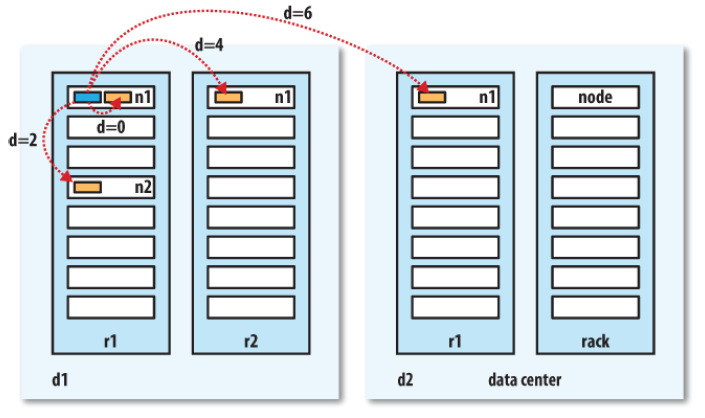 d=6
d=4
n1
n1
n1
node
d=0
d=2
n2
r1
r2
r1
rack
d1
d2
data center